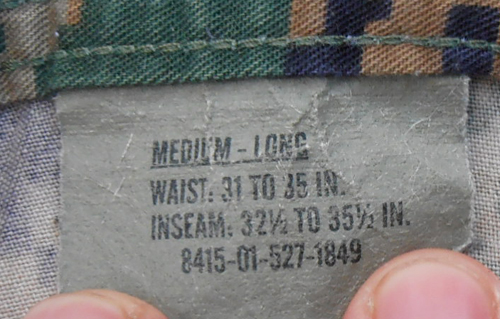 MEDIUM - LONG
WAIST: 31 TO 35 IN.
INSEAM: 32½ TO 35½ IN.
8415-01-527-1849